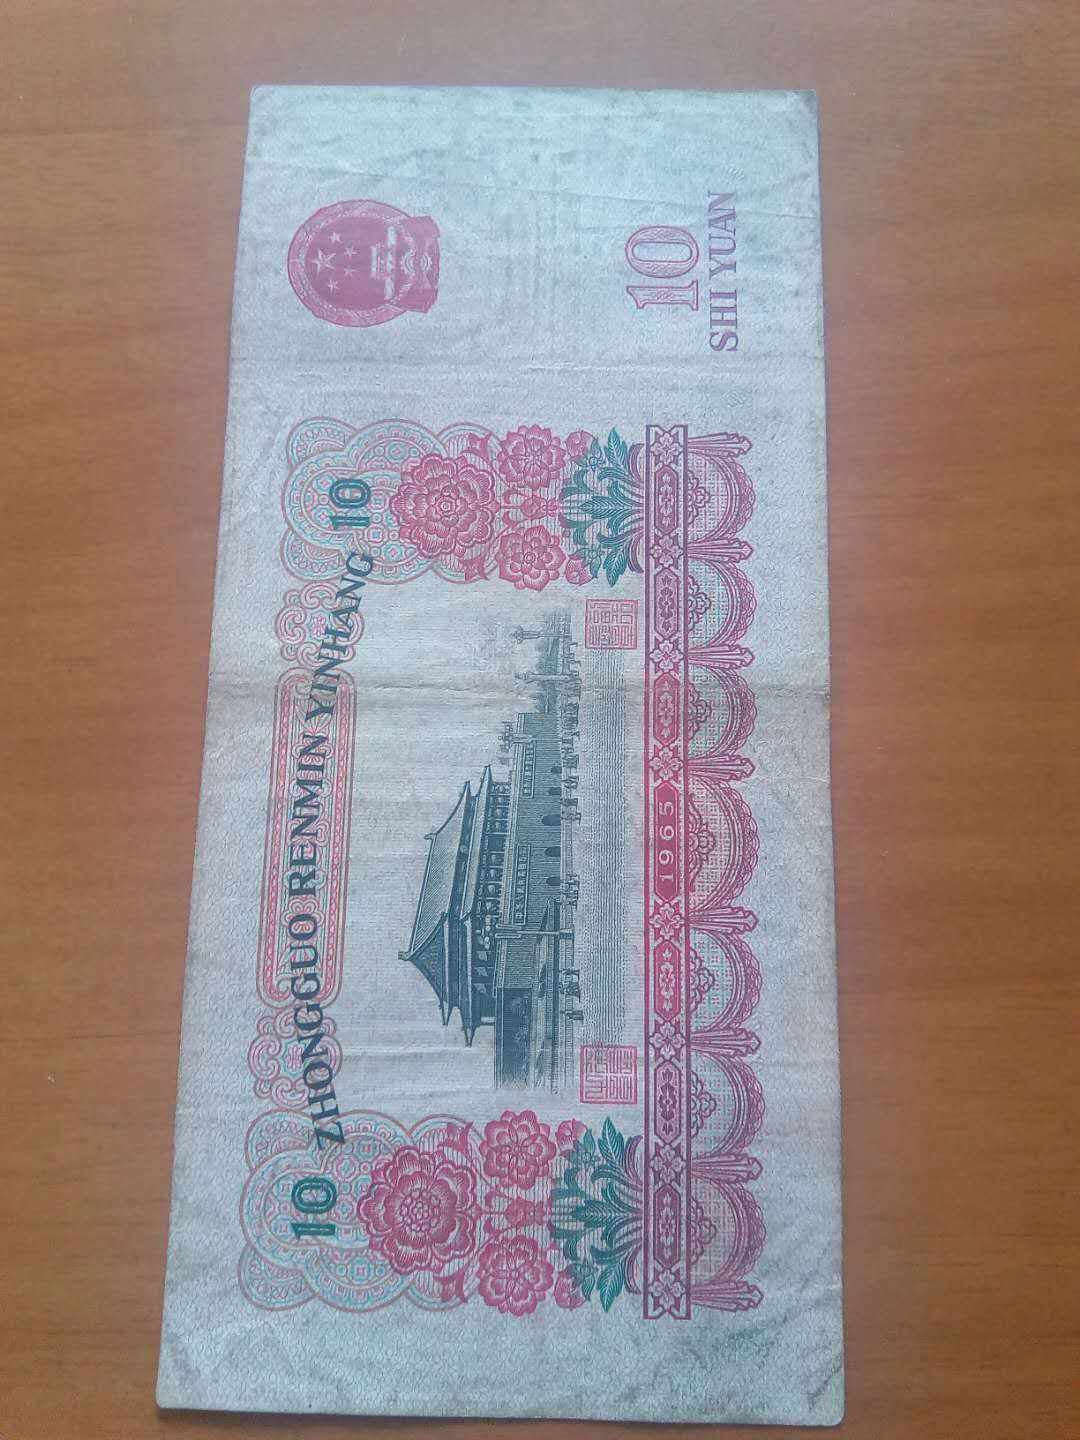 10 ZHONGGUO RENMIN YINHANG 10
1965
10
SHI YUAN